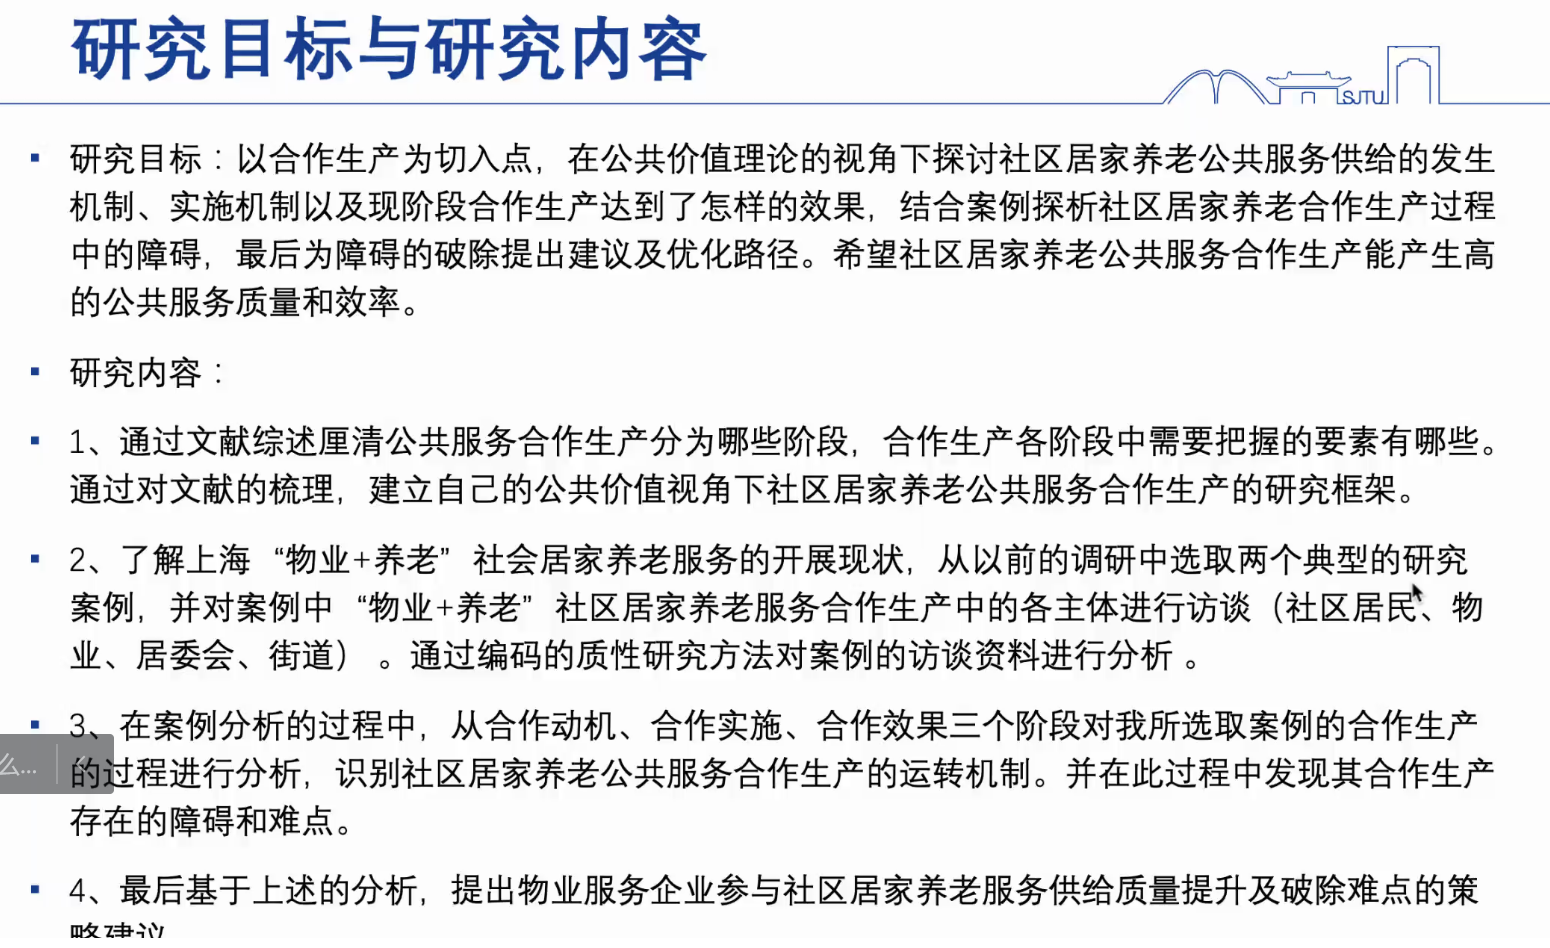 研究目标与研究内容
SJTU
研究目标：以合作生产为切入点，在公共价值理论的视角下探讨社区居家养老公共服务供给的发生
机制、实施机制以及现阶段合作生产达到了怎样的效果，结合案例探析社区居家养老合作生产过程
中的障碍，最后为障碍的破除提出建议及优化路径。希望社区居家养老公共服务合作生产能产生高
的公共服务质量和效率。
研究内容：
1、通过文献综述厘清公共服务合作生产分为哪些阶段，合作生产各阶段中需要把握的要素有哪些。
通过对文献的梳理，建立自己的公共价值视角下社区居家养老公共服务合作生产的研究框架。
2、了解上海“物业+养老”社会居家养老服务的开展现状，从以前的调研中选取两个典型的研究
案例，并对案例中“物业+养老”社区居家养老服务合作生产中的各主体进行访谈（社区居民、物
业、居委会、街道）。通过编码的质性研究方法对案例的访谈资料进行分析 。
3、在案例分析的过程中，从合作动机、合作实施、合作效果三个阶段对我所选取案例的合作生产
的过程进行分析，识别社区居家养老公共服务合作生产的运转机制。并在此过程中发现其合作生产
么...
存在的障碍和难点。
4、最后基于上述的分析，提出物业服务企业参与社区居家养老服务供给质量提升及破除难点的策
略建议